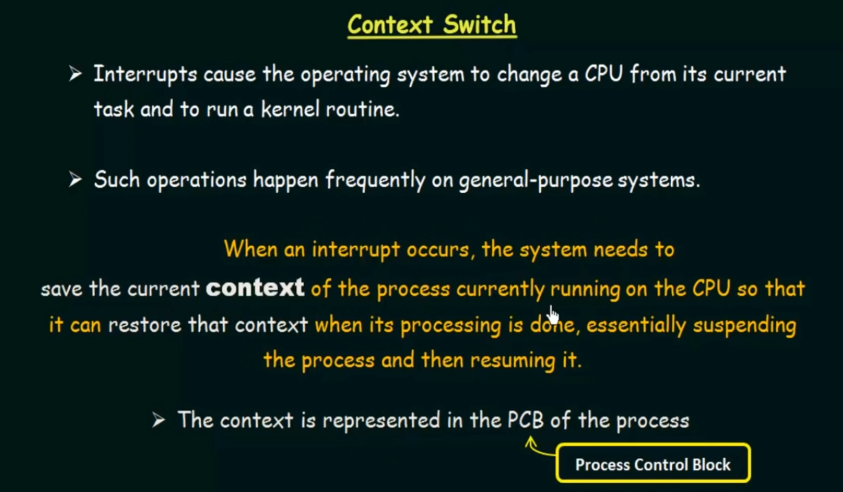 Context Switch
➢ Interrupts cause the operating system to change a CPU from its current
task and to run a kernel routine.
➢ Such operations happen frequently on general-purpose systems.
When an interrupt occurs, the system needs to
save the current context of the process currently running on the CPU so that
it can restore that context when its processing is done, essentially suspending
the process and then resuming it.
➢ The context is represented in the PCB of the process
Process Control Block